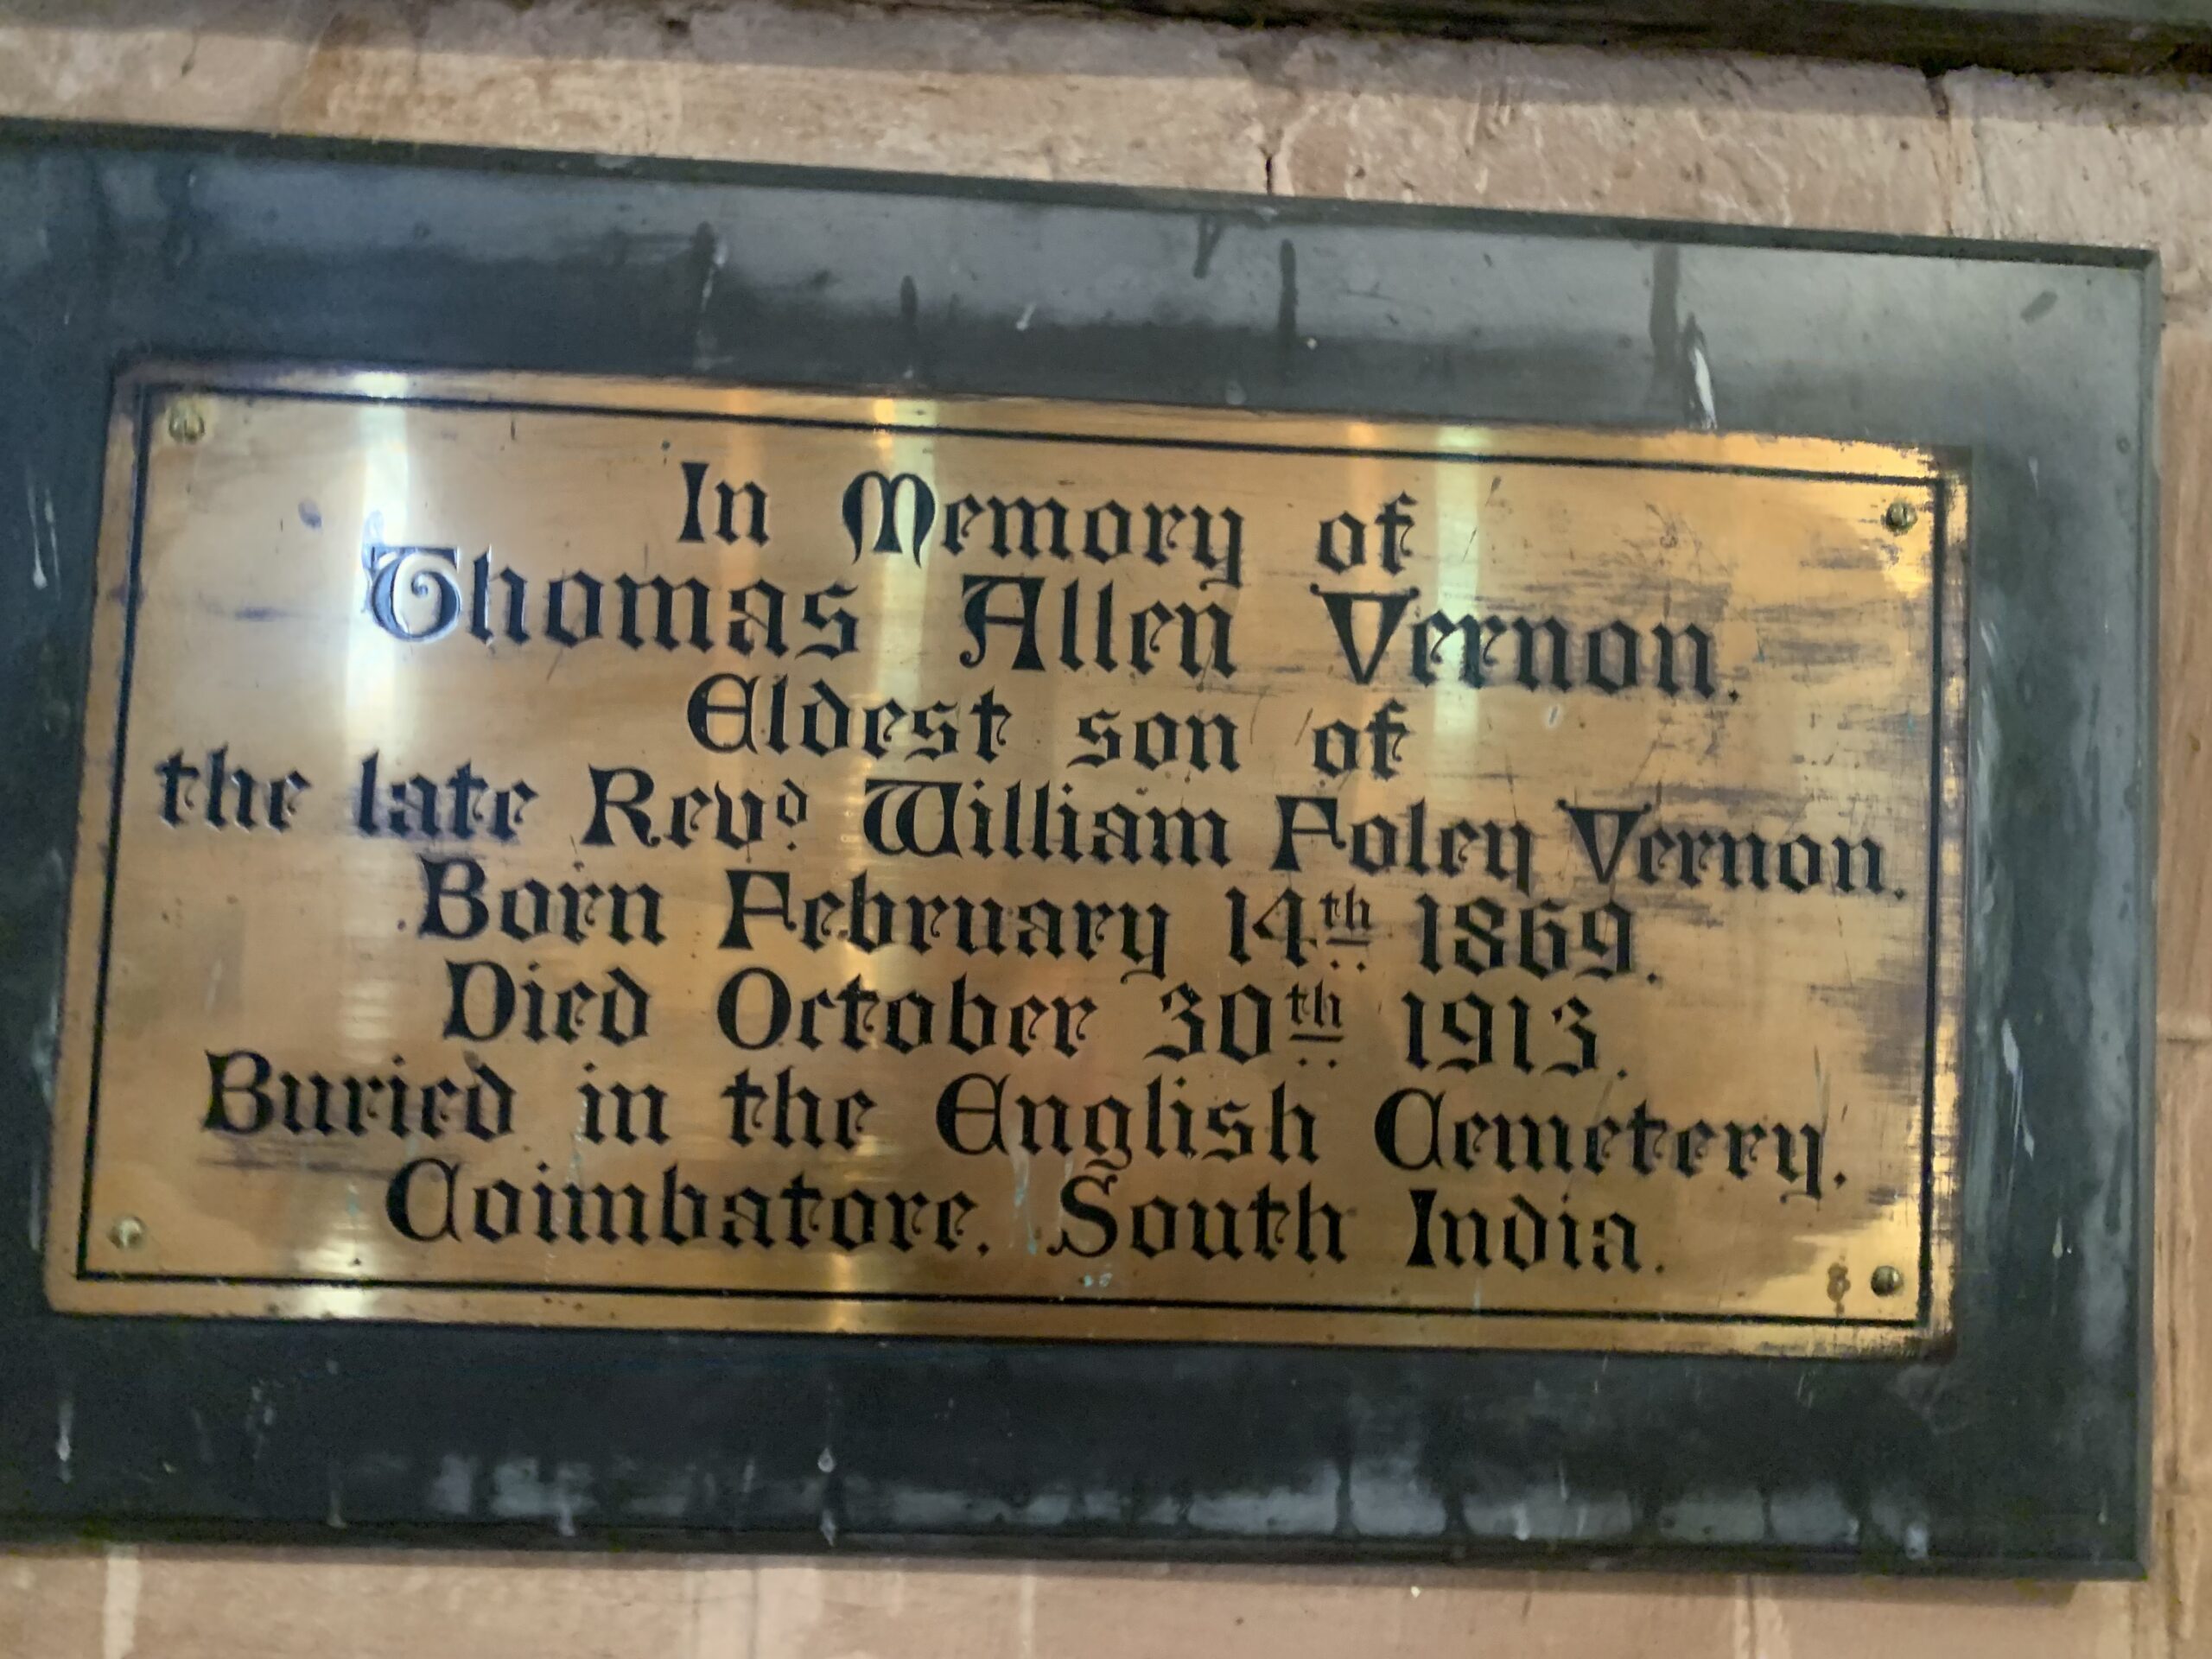 In Memory of
Thomas Allen Vernon.
Eldest son of
the late Revd. William Foley Vernon.
Born February 14th 1869.
Died October 30th 1913.
Buried in the English Cemetery.
Coimbatore. South India.